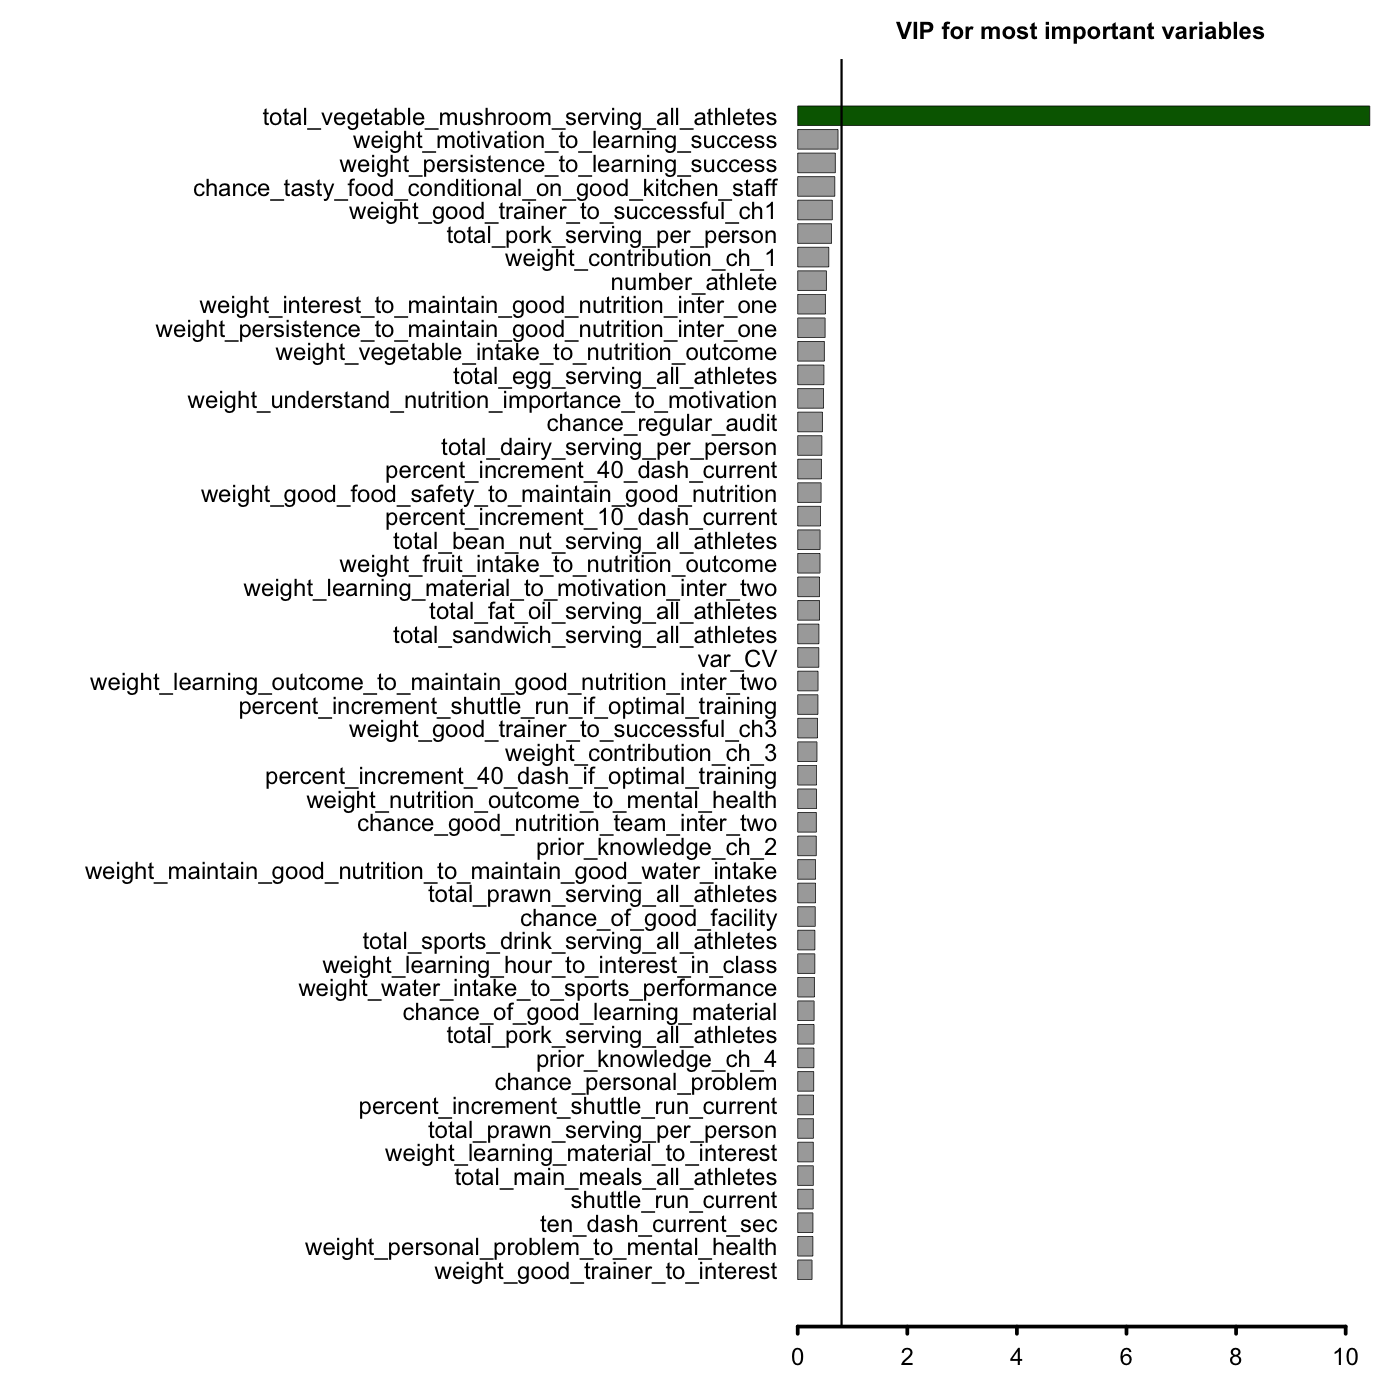 VIP for most important variables
total_vegetable_mushroom_serving_all_athletes
weight_motivation_to_learning_success
weight_persistence_to_learning_success
chance_tasty_food_conditional_on_good_kitchen_staff
weight_good_trainer_to_successful_ch1
total_pork_serving_per_person
weight_contribution_ch_1
number_athlete
weight_interest_to_maintain_good_nutrition_inter_one
weight_persistence_to_maintain_good_nutrition_inter_one
weight_vegetable_intake_to_nutrition_outcome
total_egg_serving_all_athletes
weight_understand_nutrition_importance_to_motivation
chance_regular_audit
total_dairy_serving_per_person
percent_increment_40_dash_current
weight_good_food_safety_to_maintain_good_nutrition
percent_increment_10_dash_current
total_bean_nut_serving_all_athletes
weight_fruit_intake_to_nutrition_outcome
weight_learning_material_to_motivation_inter_two
total_fat_oil_serving_all_athletes
total_sandwich_serving_all_athletes
var_CV
weight_learning_outcome_to_maintain_good_nutrition_inter_two
percent_increment_shuttle_run_if_optimal_training
weight_good_trainer_to_successful_ch3
weight_contribution_ch_3
percent_increment_40_dash_if_optimal_training
weight_nutrition_outcome_to_mental_health
chance_good_nutrition_team_inter_two
prior_knowledge_ch_2
weight_maintain_good_nutrition_to_maintain_good_water_intake
total_prawn_serving_all_athletes
chance_of_good_facility
total_sports_drink_serving_all_athletes
weight_learning_hour_to_interest_in_class
weight_water_intake_to_sports_performance
chance_of_good_learning_material
total_pork_serving_all_athletes
prior_knowledge_ch_4
chance_personal_problem
percent_increment_shuttle_run_current
total_prawn_serving_per_person
weight_learning_material_to_interest
total_main_meals_all_athletes
shuttle_run_current
ten_dash_current_sec
weight_personal_problem_to_mental_health
weight_good_trainer_to_interest
0 2 4 6 8 10